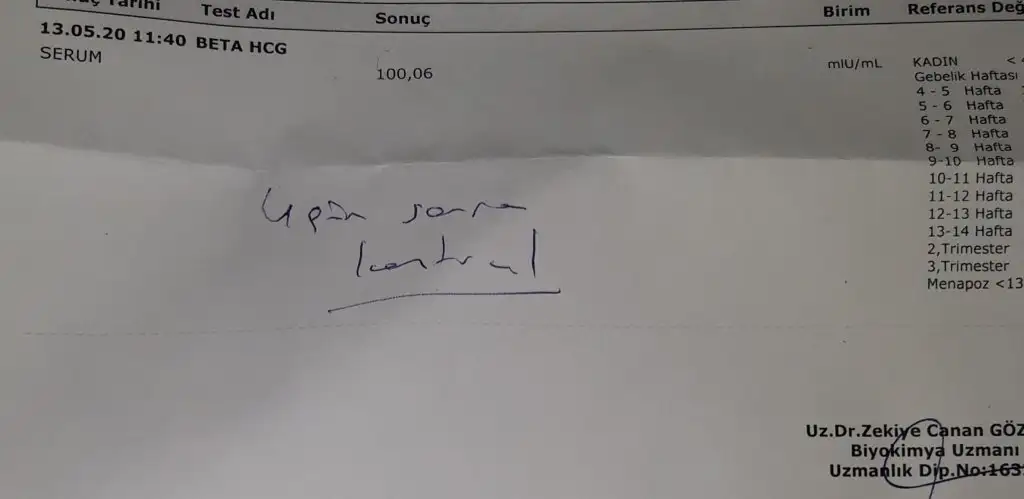 Tarihi Test Adı Sonuç Birim Referans Değ
13.05.20 11:40 BETA HCG
SERUM 100,06 mIU/mL KADIN <
Gebelik Haftası
4 - 5 Hafta
5 - 6 Hafta
6 - 7 Hafta
7 - 8 Hafta
8- 9 Hafta
9-10 Hafta
10-11 Hafta
11-12 Hafta
12-13 Hafta
13-14 Hafta
2,Trimester
3,Trimester
Menapoz <13
4 gün sonra
kontrol
Uz.Dr.Zekiye Canan GÖZ
Biyokimya Uzmanı
Uzmanlık Dip.No:163